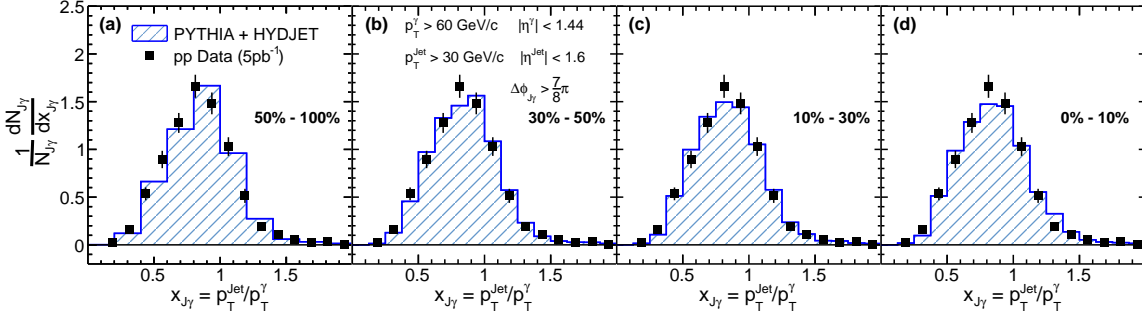 (a) PYTHIA + HYDJET
pp Data (5pb⁻¹)
50% - 100%
(b) p_T^γ > 60 GeV/c |η^γ| < 1.44
p_T^Jet > 30 GeV/c |η^Jet| < 1.6
Δϕ_Jγ > 7/8 π
30% - 50%
(c)
10% - 30%
(d)
0% - 10%
1/N_Jγ dN_Jγ/dx_Jγ
2.5
2
1.5
1
0.5
0
0.5 1 1.5
0.5 1 1.5
0.5 1 1.5
0.5 1 1.5
x_Jγ = p_T^Jet/p_T^γ
x_Jγ = p_T^Jet/p_T^γ
x_Jγ = p_T^Jet/p_T^γ
x_Jγ = p_T^Jet/p_T^γ